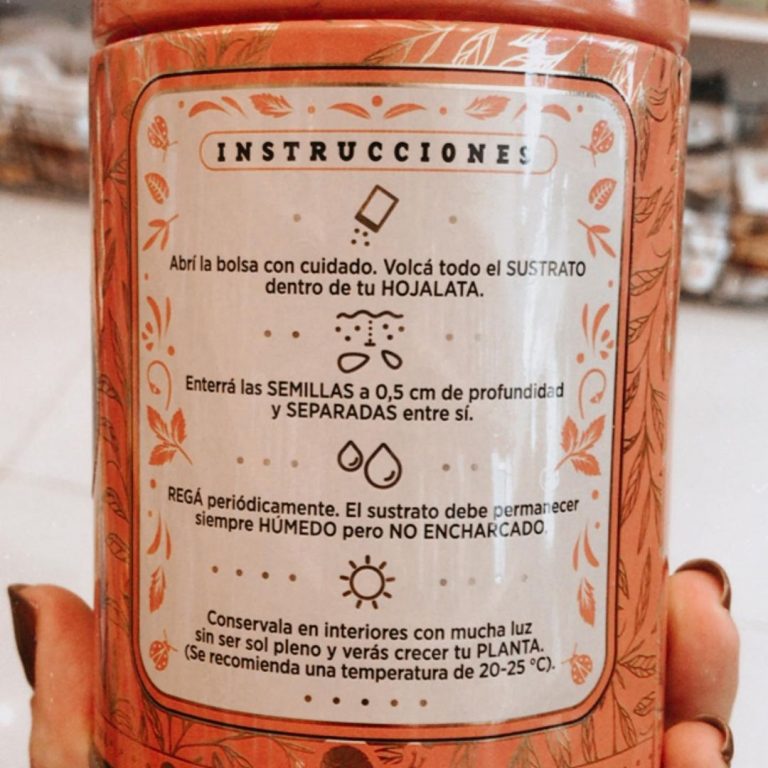 INSTRUCCIONES
Abrí la bolsa con cuidado. Volcá todo el SUSTRATO
dentro de tu HOJALATA.
Enterrá las SEMILLAS a 0,5 cm de profundidad
y SEPARADAS entre sí.
REGÁ periódicamente. El sustrato debe permanecer
siempre HÚMEDO pero NO ENCHARCADO.
Conservala en interiores con mucha luz
sin ser sol pleno y verás crecer tu PLANTA.
(Se recomienda una temperatura de 20-25 °C).